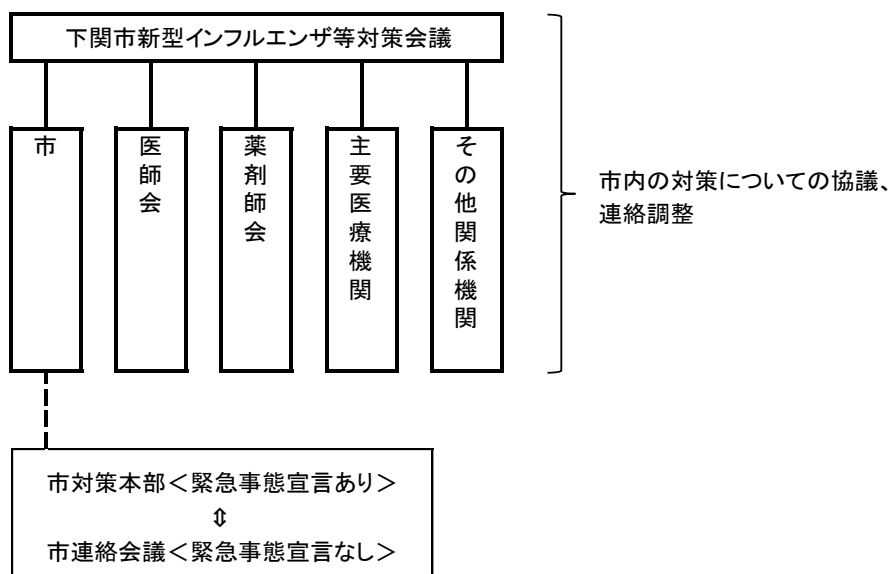 下関市新型インフルエンザ等対策会議
市
医師会
薬剤師会
主要医療機関
その他関係機関
市内の対策についての協議、
連絡調整
市対策本部＜緊急事態宣言あり＞
⇕
市連絡会議＜緊急事態宣言なし＞